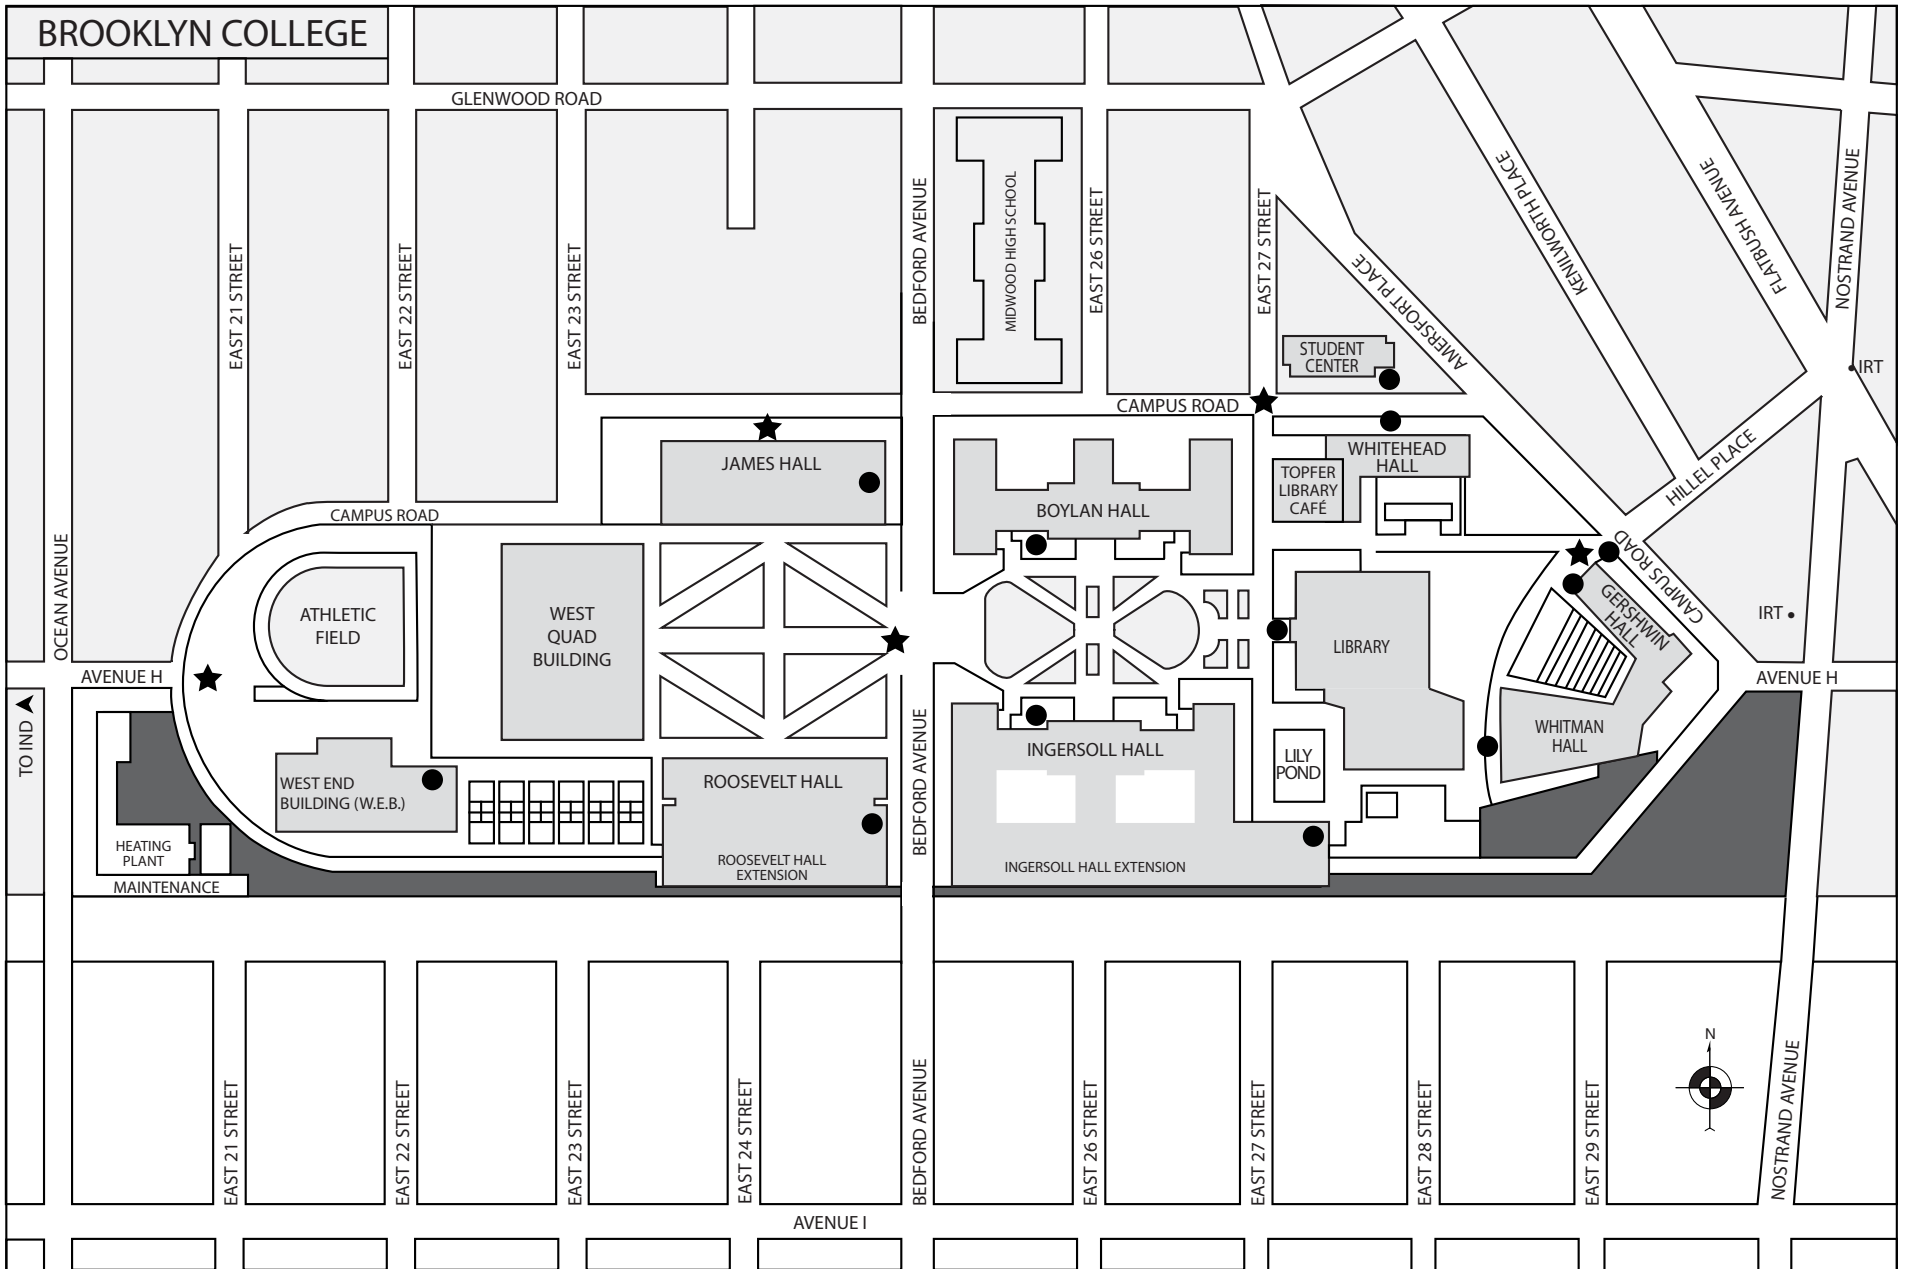 BROOKLYN COLLEGE
GLENWOOD ROAD
EAST 21 STREET
EAST 22 STREET
EAST 23 STREET
BEDFORD AVENUE
MIDWOOD HIGH SCHOOL
EAST 26 STREET
EAST 27 STREET
AMERSFORT PLACE
KENILWORTH PLACE
FLATBUSH AVENUE
NOSTRAND AVENUE
IRT
STUDENT
CENTER
CAMPUS ROAD
JAMES HALL
WHITEHEAD
HALL
TOPFER
LIBRARY
CAFÉ
HILLEL PLACE
BOYLAN HALL
CAMPUS ROAD
OCEAN AVENUE
CAMPUS ROAD
ATHLETIC
FIELD
WEST
QUAD
BUILDING
LIBRARY
GERSHWIN
HALL
IRT
AVENUE H
AVENUE H
TO IND
WHITMAN
HALL
INGERSOLL HALL
LILY
POND
WEST END
BUILDING (W.E.B.)
ROOSEVELT HALL
BEDFORD AVENUE
HEATING
PLANT
ROOSEVELT HALL
EXTENSION
INGERSOLL HALL EXTENSION
MAINTENANCE
N
EAST 21 STREET
EAST 22 STREET
EAST 23 STREET
EAST 24 STREET
BEDFORD AVENUE
EAST 26 STREET
EAST 27 STREET
EAST 28 STREET
EAST 29 STREET
NOSTRAND AVENUE
AVENUE I